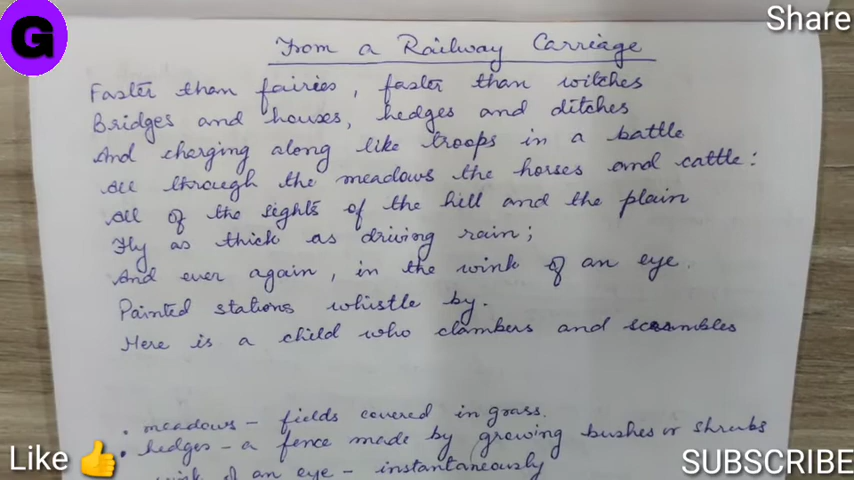 G
Share
From a Railway Carriage
Faster than fairies, faster than witches
Bridges and houses, hedges and ditches
And charging along like troops in a battle
All through the meadows the horses and cattle:
All of the sights of the hill and the plain
Fly as thick as driving rain;
And ever again, in the wink of an eye.
Painted stations whistle by.
Here is a child who clambers and scrambles
• meadows - fields covered in grass.
• hedges - a fence made by growing bushes or shrubs
wink of an eye - instantaneously
Like 👍
SUBSCRIBE